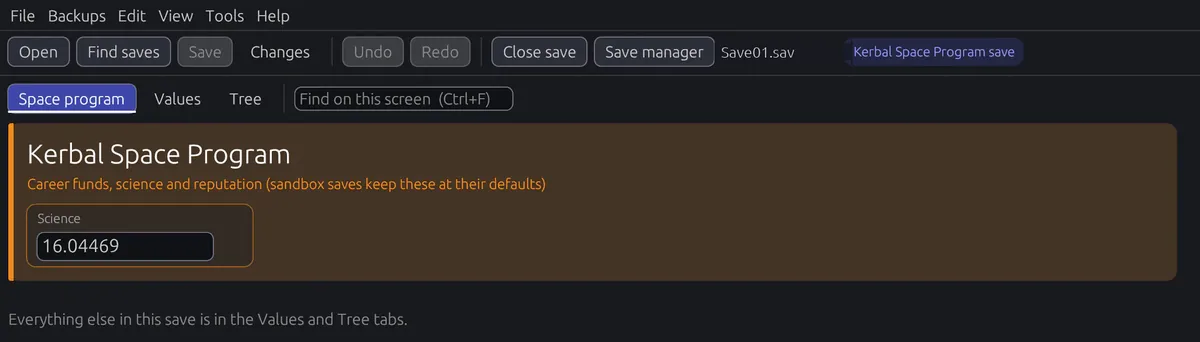 File Backups Edit View Tools Help
Open Find saves Save Changes Undo Redo Close save Save manager Save01.sav Kerbal Space Program save
Space program Values Tree Find on this screen (Ctrl+F)
Kerbal Space Program
Career funds, science and reputation (sandbox saves keep these at their defaults)
Science
16.04469
Everything else in this save is in the Values and Tree tabs.